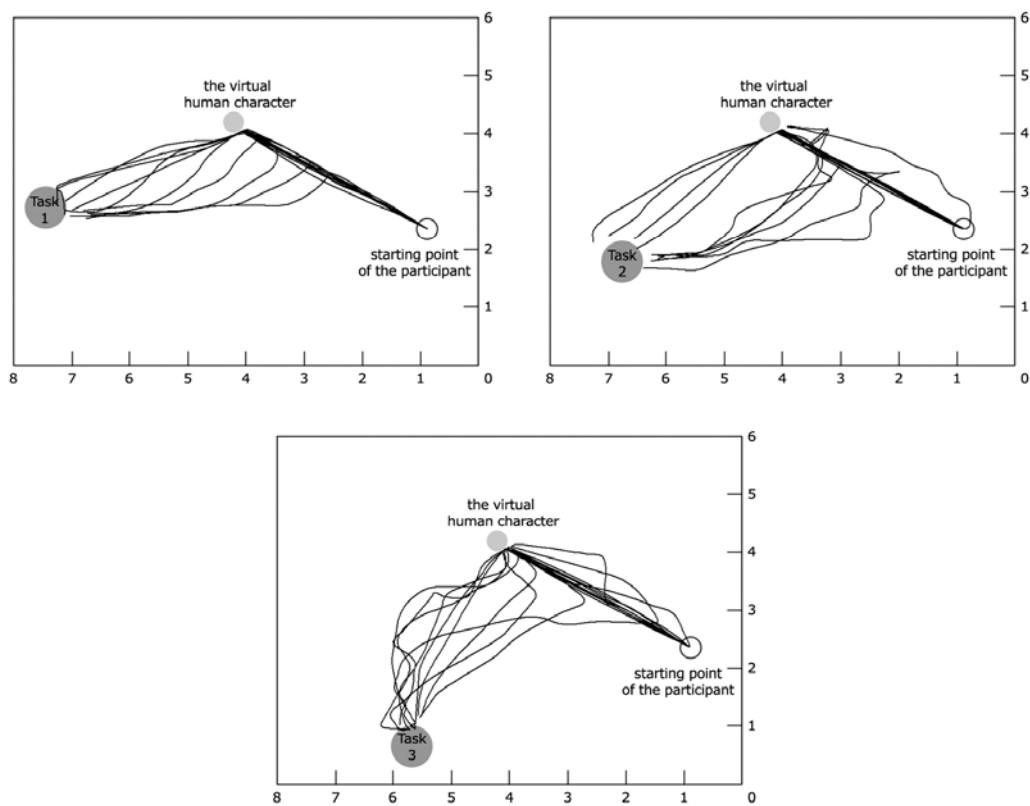 6
5
the virtual
human character
4
3
Task
1
2
starting point
of the participant
1
8 7 6 5 4 3 2 1 0
6
5
the virtual
human character
4
3
2
Task
2
starting point
of the participant
1
8 7 6 5 4 3 2 1 0
6
5
the virtual
human character
4
3
2
starting point
of the participant
1
Task
3
8 7 6 5 4 3 2 1 0